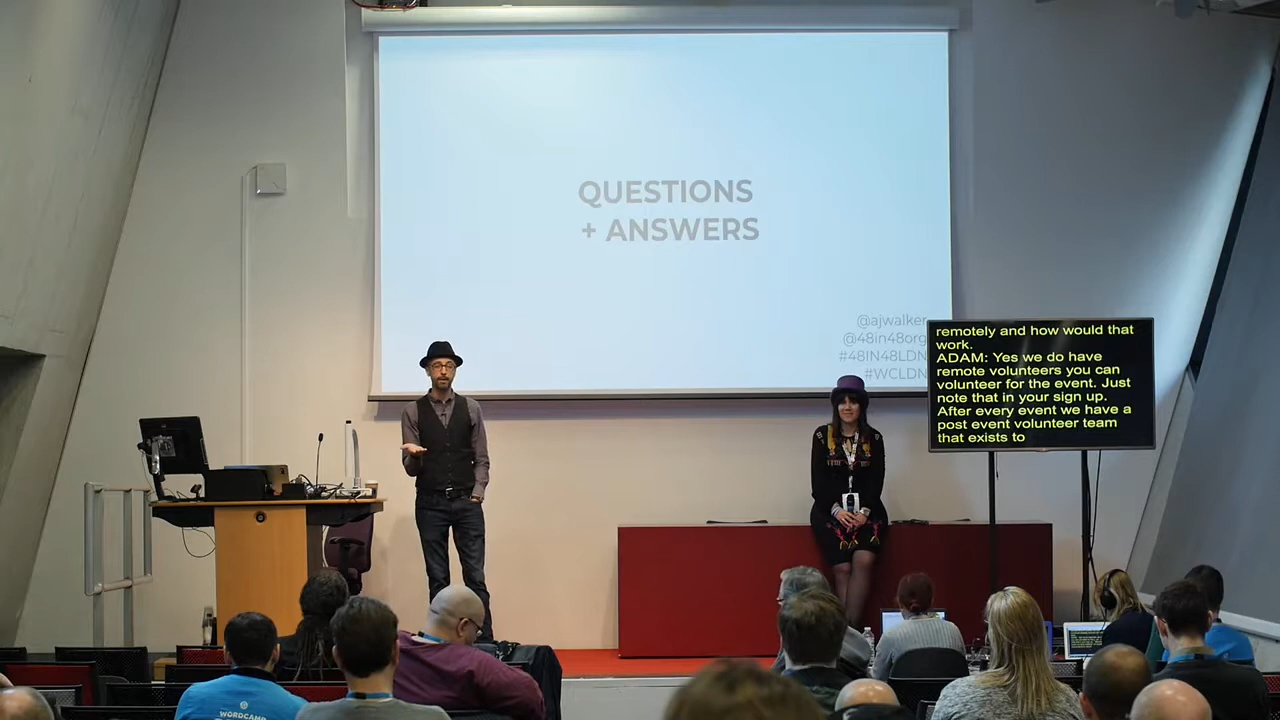 QUESTIONS
+ ANSWERS
@ajwalker
@48in48org
#48IN48LDN
#WCLDN
remotely and how would that
work.
ADAM: Yes we do have
remote volunteers you can
volunteer for the event. Just
note that in your sign up.
After every event we have a
post event volunteer team
that exists to
WORDCAMP